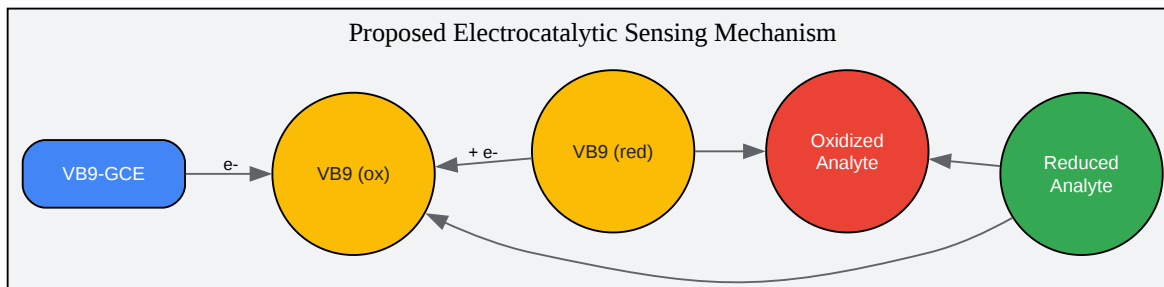 Proposed Electrocatalytic Sensing Mechanism
VB9-GCE
e-
VB9 (ox)
+ e-
VB9 (red)
Oxidized
Analyte
Reduced
Analyte